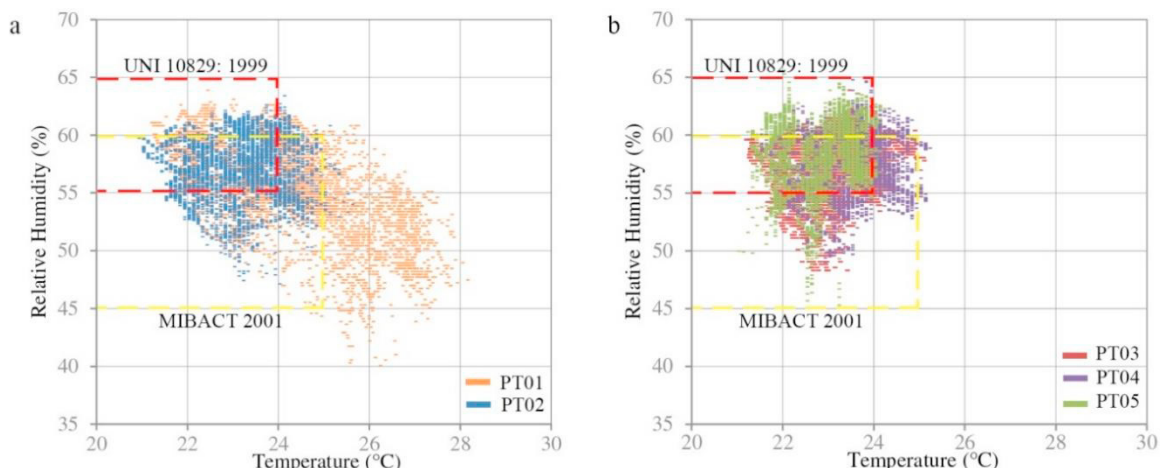 a
70
UNI 10829: 1999
65
60
55
50
45
MIBACT 2001
40
35
Relative Humidity (%)
PT01
PT02
20 22 24 26 28 30
Temperature (°C)
b
70
UNI 10829: 1999
65
60
55
50
45
MIBACT 2001
40
35
Relative Humidity (%)
PT03
PT04
PT05
20 22 24 26 28 30
Temperature (°C)